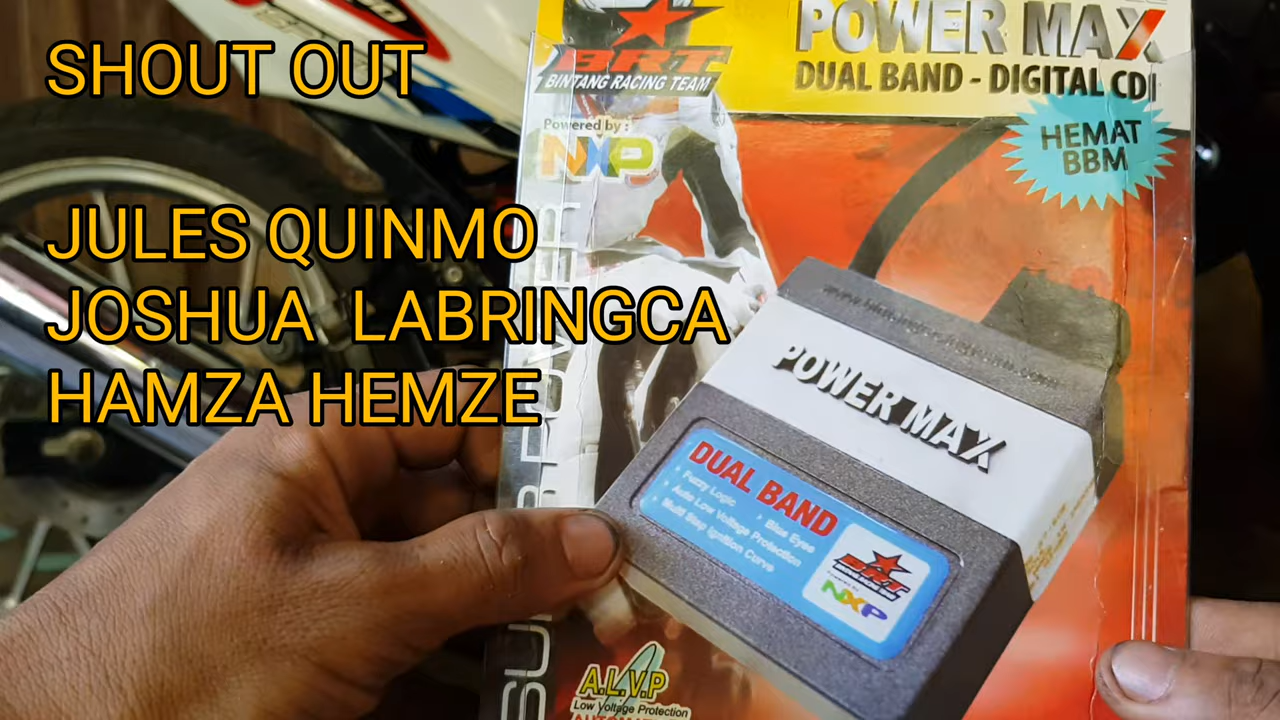 SHOUT OUT
JULES QUINMO
JOSHUA LABRINGCA
HAMZA HEMZE
BRT
BINTANG RACING TEAM
Powered by :
NXP
POWER MAX
DUAL BAND - DIGITAL CDI
HEMAT
BBM
POWER MAX
DUAL BAND
Fuzzy Logic
Blue Eyes
Auto Low Voltage Protection
Multi Step Ignition Curve
BRT
NXP
A.L.V.P
Low Voltage Protection